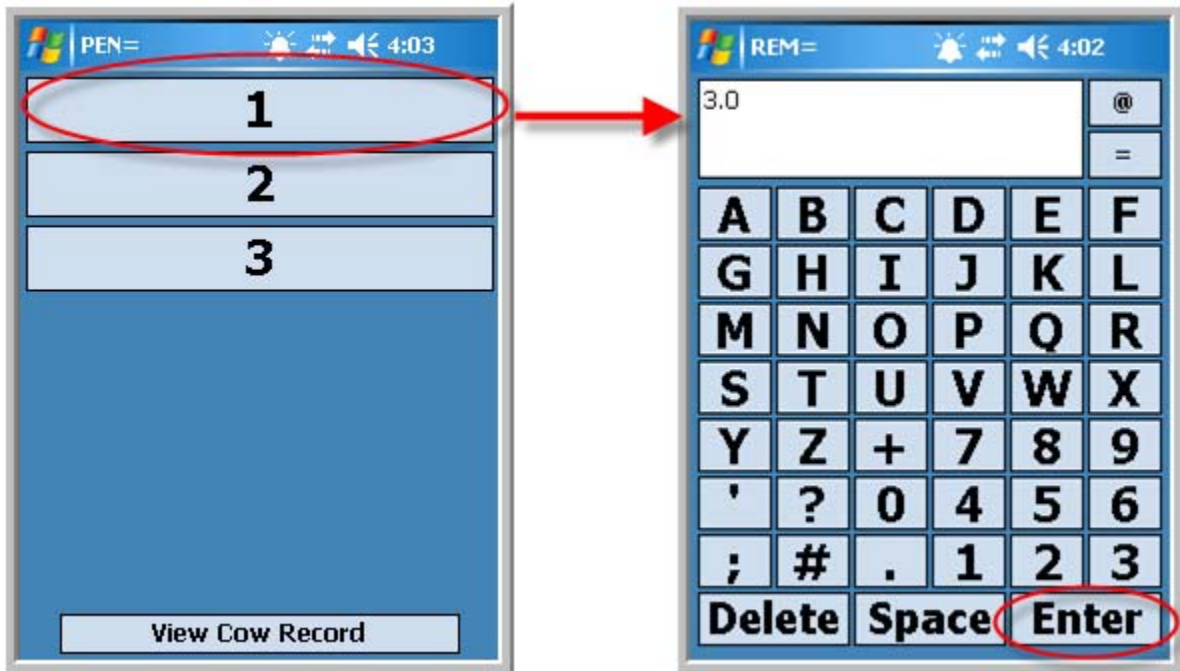 PEN= 4:03
1
2
3
View Cow Record
REM= 4:02
3.0 @
=
A B C D E F
G H I J K L
M N O P Q R
S T U V W X
Y Z + 7 8 9
' ? 0 4 5 6
; # . 1 2 3
Delete Space Enter